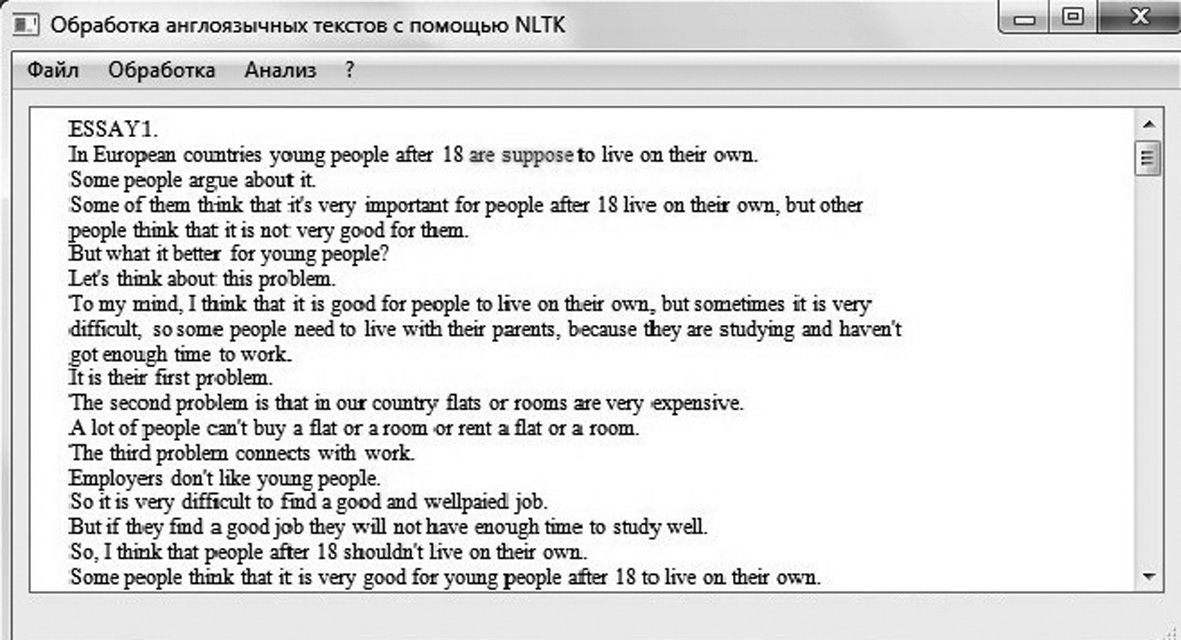 Обработка англоязычных текстов с помощью NLTK
Файл Обработка Анализ ?
ESSAY1.
In European countries young people after 18 are suppose to live on their own.
Some people argue about it.
Some of them think that it's very important for people after 18 live on their own, but other
people think that it is not very good for them.
But what it better for young people?
Let's think about this problem.
To my mind, I think that it is good for people to live on their own, but sometimes it is very
difficult, so some people need to live with their parents, because they are studying and haven't
got enough time to work.
It is their first problem.
The second problem is that in our country flats or rooms are very expensive.
A lot of people can't buy a flat or a room or rent a flat or a room.
The third problem connects with work.
Employers don't like young people.
So it is very difficult to find a good and wellpaied job.
But if they find a good job they will not have enough time to study well.
So, I think that people after 18 shouldn't live on their own.
Some people think that it is very good for young people after 18 to live on their own.